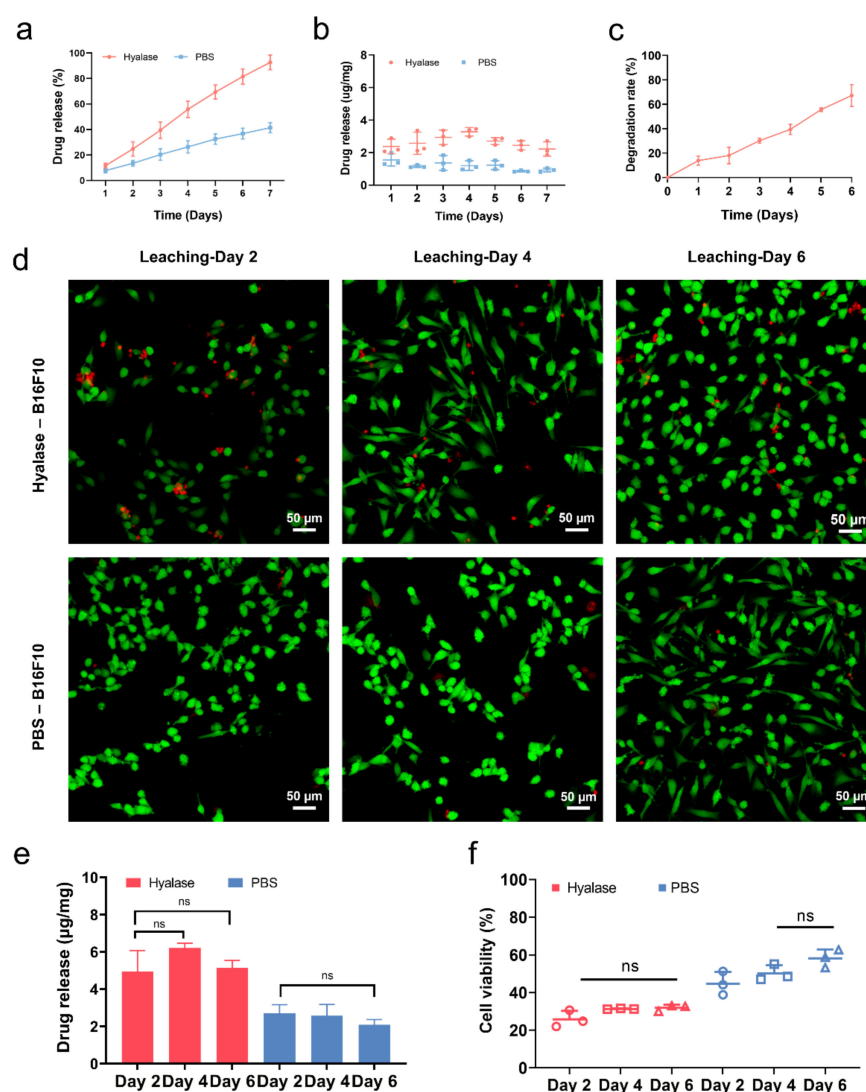 a
Hyalase PBS
Drug release (%)
100
80
60
40
20
0
1 2 3 4 5 6 7
Time (Days)
b
Hyalase PBS
Drug release (ug/mg)
8
6
4
2
0
1 2 3 4 5 6 7
Time (Days)
c
Degradation rate (%)
100
80
60
40
20
0
0 1 2 3 4 5 6
Time (Days)
d
Leaching-Day 2 Leaching-Day 4 Leaching-Day 6
Hyalase – B16F10
50 µm 50 µm 50 µm
PBS – B16F10
50 µm 50 µm 50 µm
e
Hyalase PBS
Drug release (µg/mg)
10
8
6
4
2
0
ns
ns
ns
Day 2 Day 4 Day 6 Day 2 Day 4 Day 6
f
Hyalase PBS
Cell viability (%)
100
80
60
40
20
0
ns
ns
Day 2 Day 4 Day 6 Day 2 Day 4 Day 6